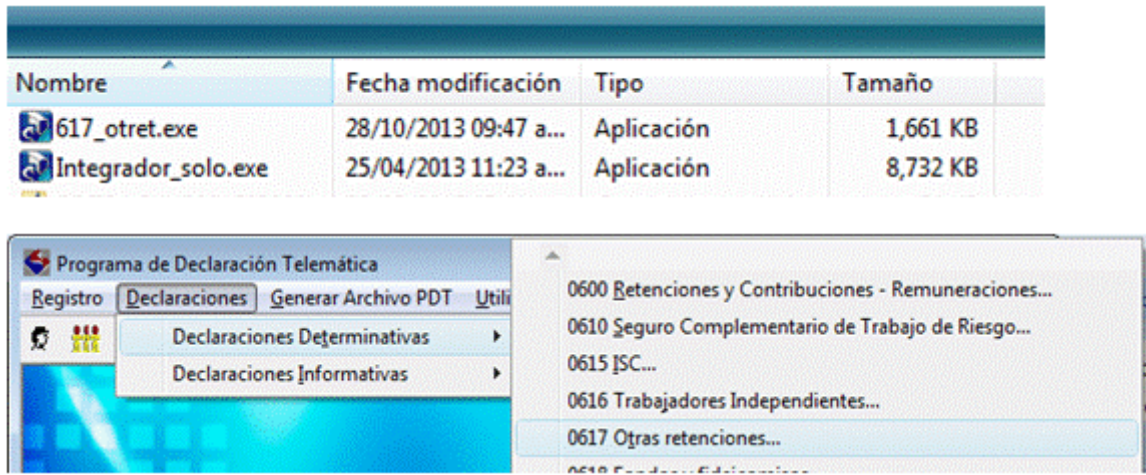 Nombre Fecha modificación Tipo Tamaño
617_otret.exe 28/10/2013 09:47 a... Aplicación 1,661 KB
Integrador_solo.exe 25/04/2013 11:23 a... Aplicación 8,732 KB
Programa de Declaración Telemática
Registro Declaraciones Generar Archivo PDT Utili
Declaraciones Determinativas
Declaraciones Informativas
0600 Retenciones y Contribuciones - Remuneraciones...
0610 Seguro Complementario de Trabajo de Riesgo...
0615 ISC...
0616 Trabajadores Independientes...
0617 Otras retenciones...